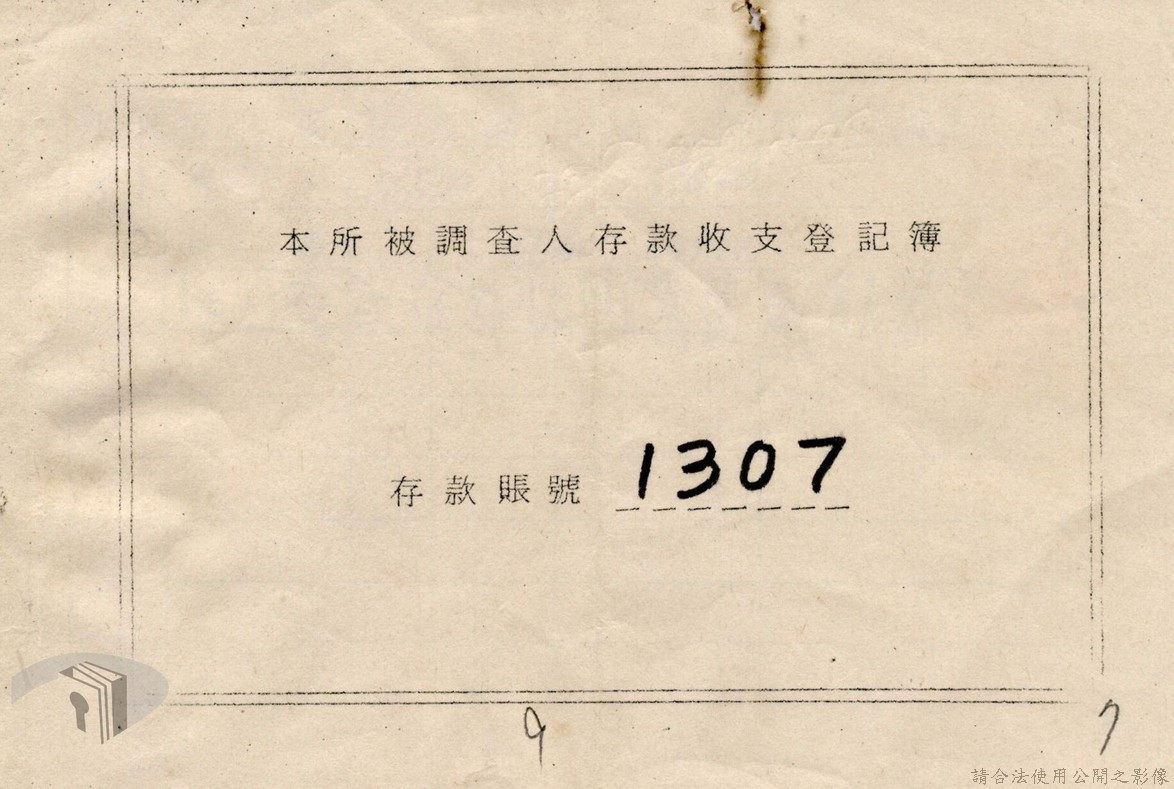 本所被調查人存款收支登記簿
存款賬號 1307
9 7
請合法使用公開之影像